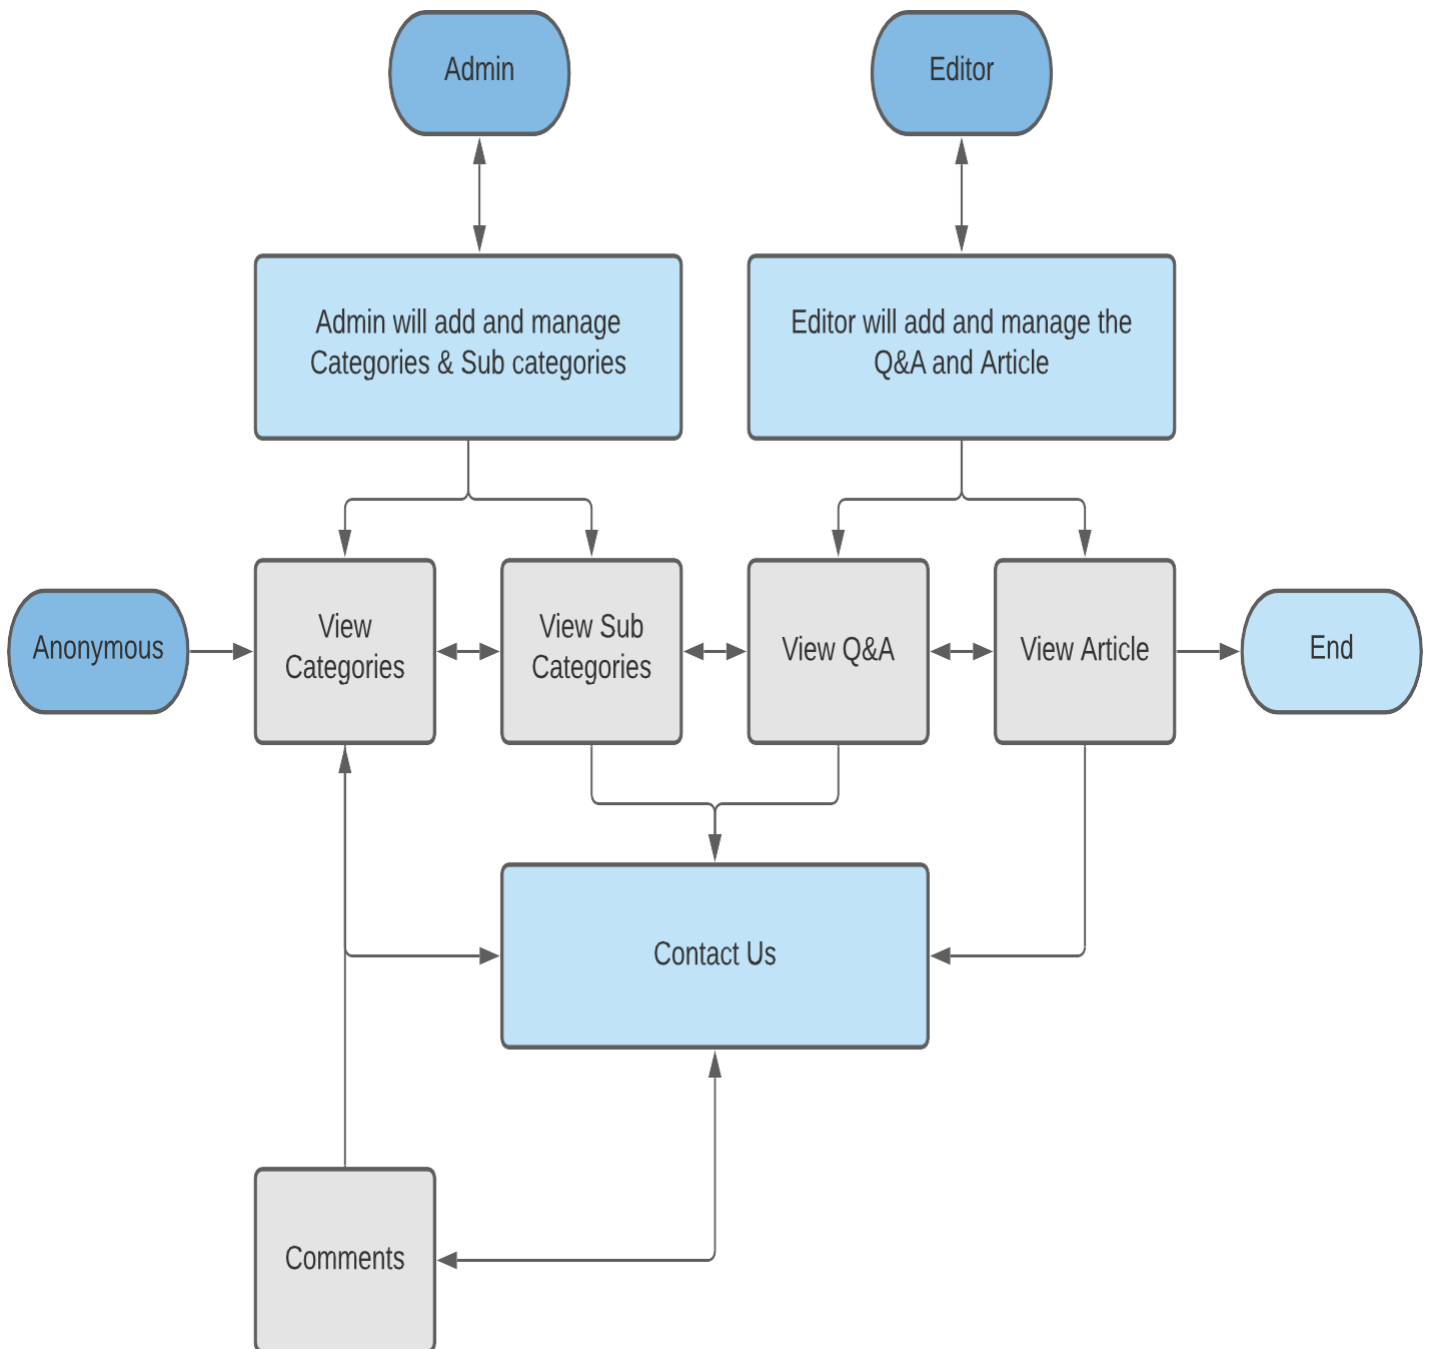 Admin
Editor
Admin will add and manage
Categories & Sub categories
Editor will add and manage the
Q&A and Article
Anonymous
View
Categories
View Sub
Categories
View Q&A
View Article
End
Contact Us
Comments